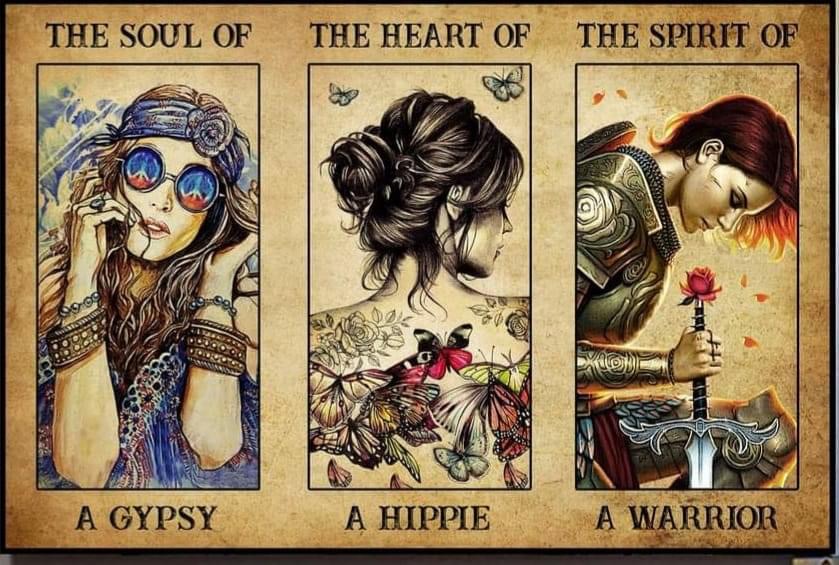 THE SOUL OF
THE HEART OF
THE SPIRIT OF
A GYPSY
A HIPPIE
A WARRIOR